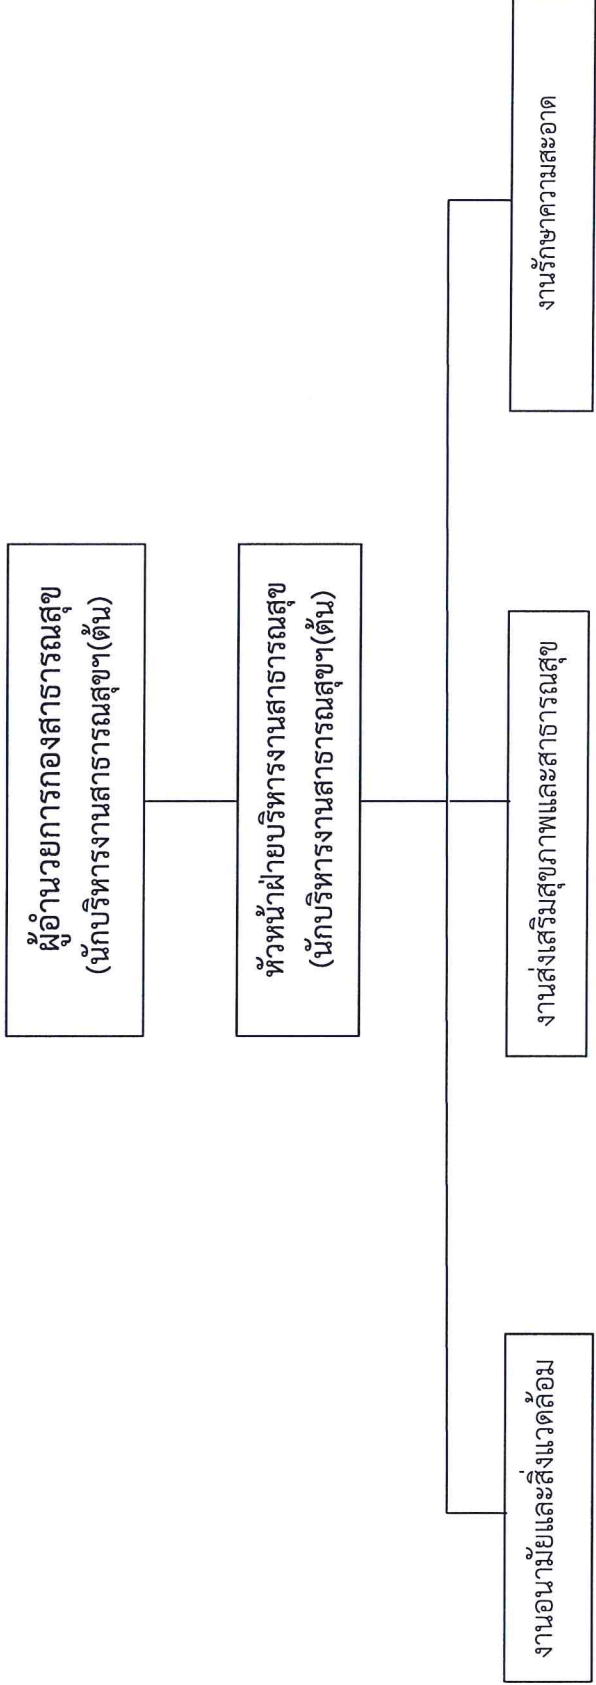 ผู้อำนวยการกองสาธารณสุข
(นักบริหารงานสาธารณสุขฯ(ต้น)
หัวหน้าฝ่ายบริหารงานสาธารณสุข
(นักบริหารงานสาธารณสุขฯ(ต้น)
งานอนามัยและสิ่งแวดล้อม
งานส่งเสริมสุขภาพและสาธารณสุข
งานรักษาความสะอาด